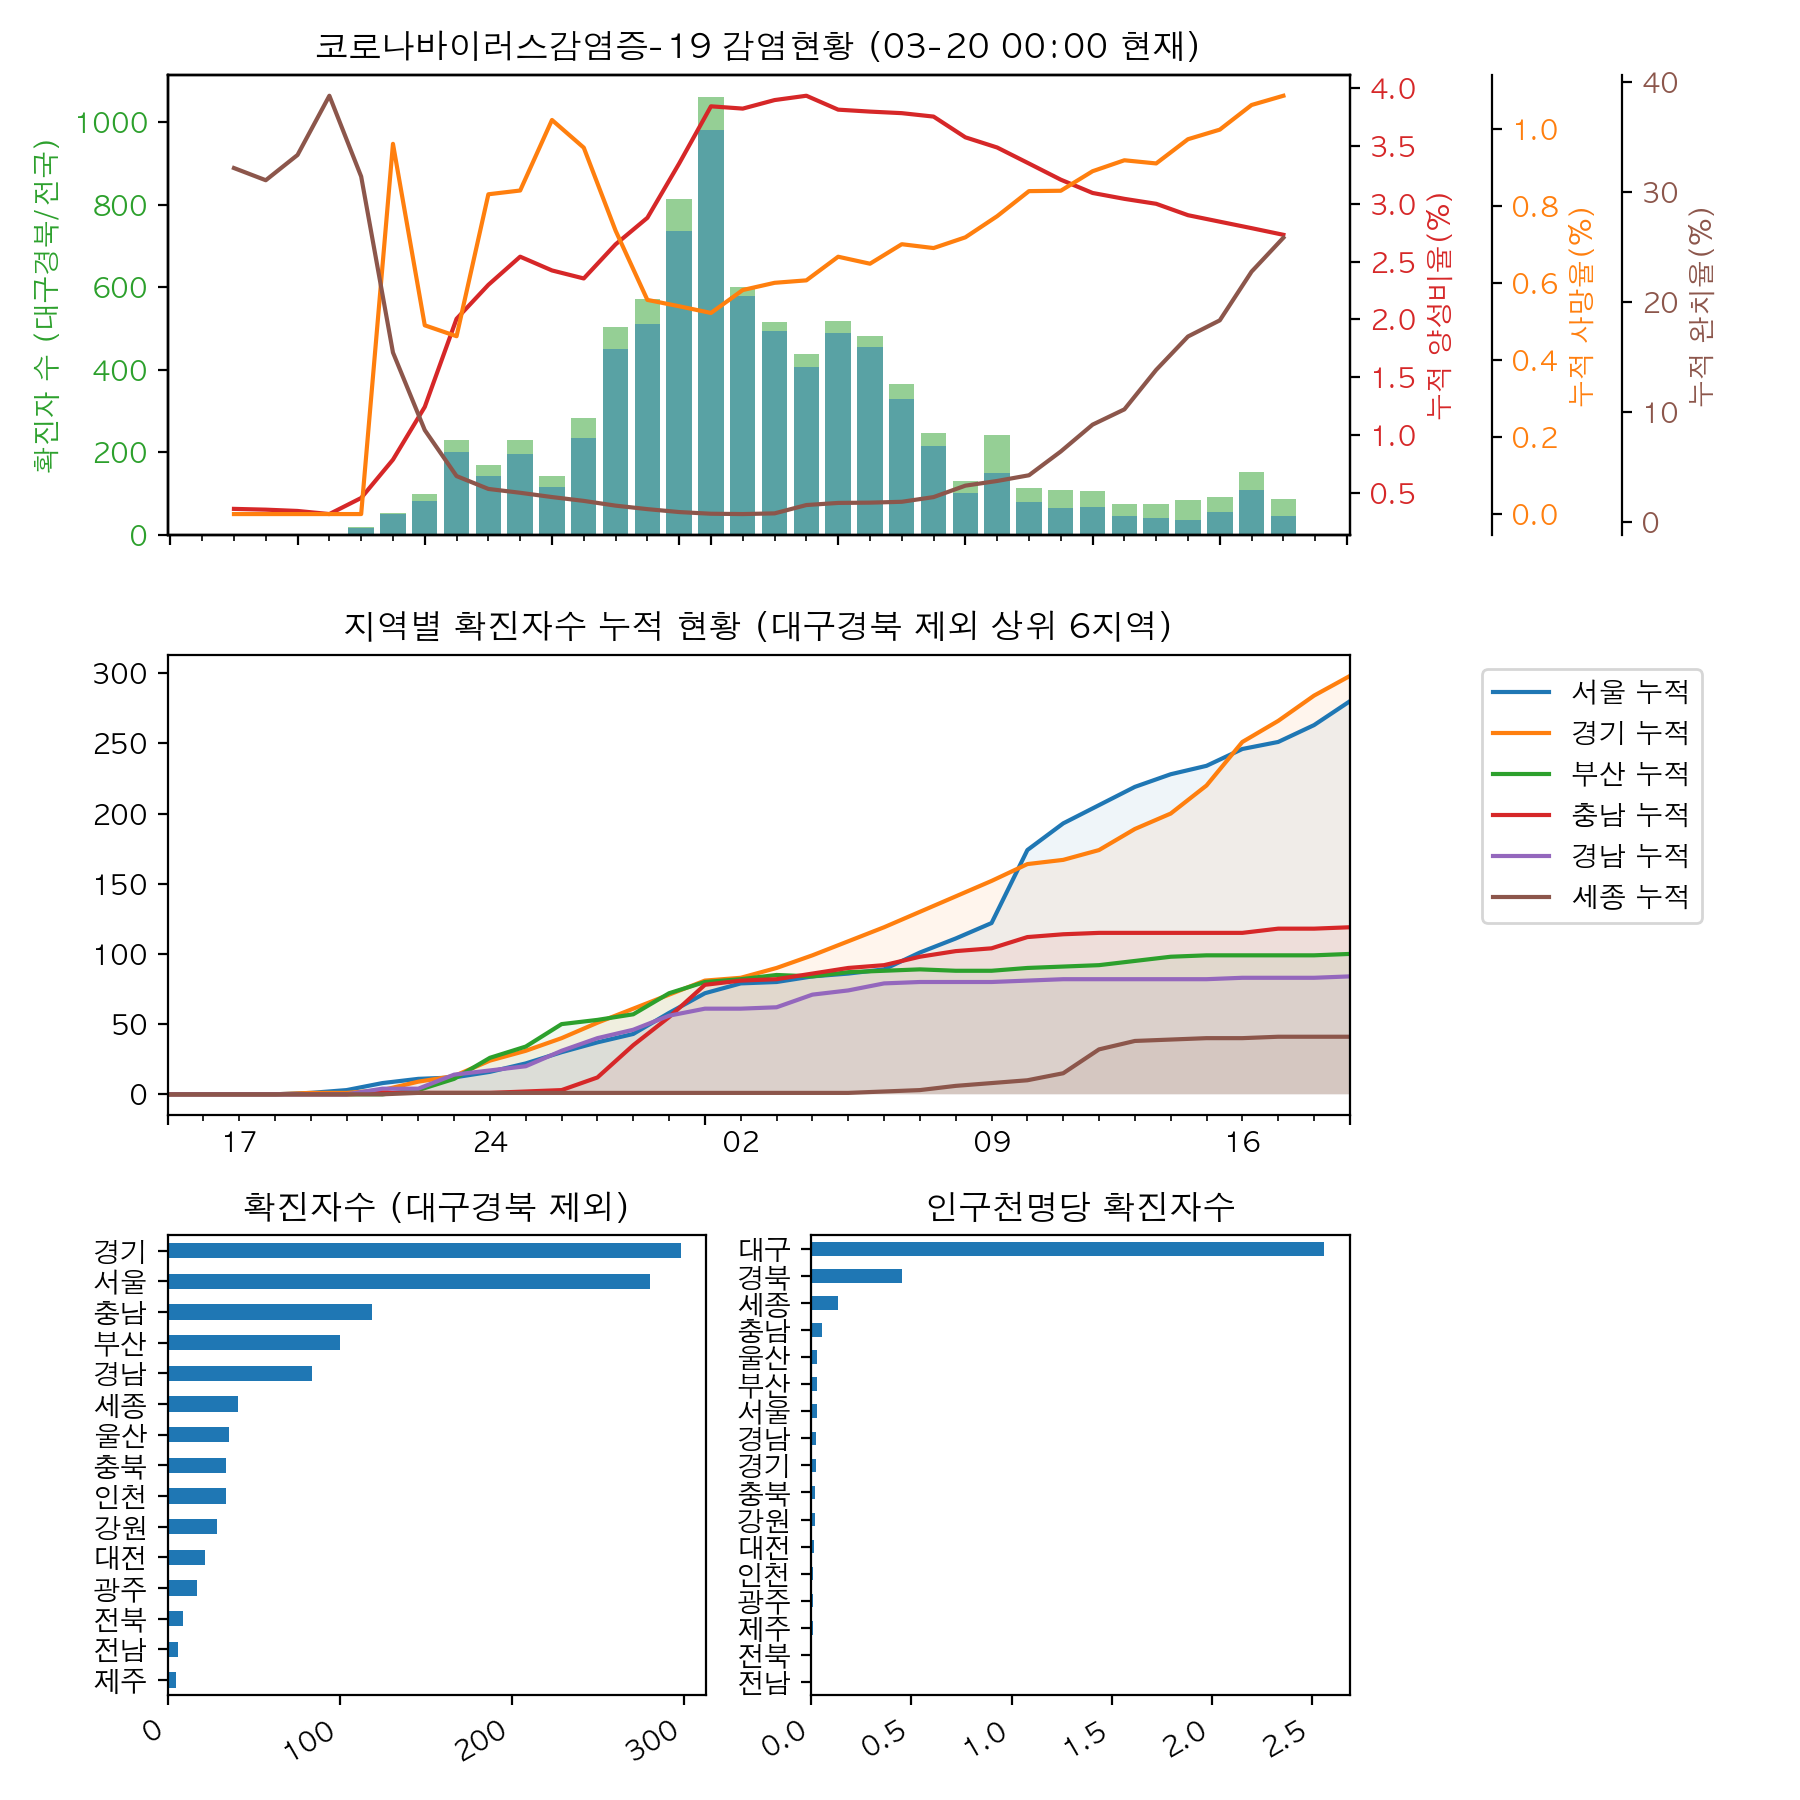 코로나바이러스감염증-19 감염현황 (03-20 00:00 현재)
확진자 수 (대구경북/전국)
1000
800
600
400
200
0
4.0
3.5
3.0
2.5
2.0
1.5
1.0
0.5
누적 양성비율(%)
1.0
0.8
0.6
0.4
0.2
0.0
누적 사망율(%)
40
30
20
10
0
누적 완치율(%)
지역별 확진자수 누적 현황 (대구경북 제외 상위 6지역)
300
250
200
150
100
50
0
17 24 02 09 16
서울 누적
경기 누적
부산 누적
충남 누적
경남 누적
세종 누적
확진자수 (대구경북 제외)
경기
서울
충남
부산
경남
세종
울산
충북
인천
강원
대전
광주
전북
전남
제주
0 100 200 300
인구천명당 확진자수
대구
경북
세종
충남
울산
부산
서울
경남
경기
충북
강원
대전
인천
광주
제주
전북
전남
0.0 0.5 1.0 1.5 2.0 2.5